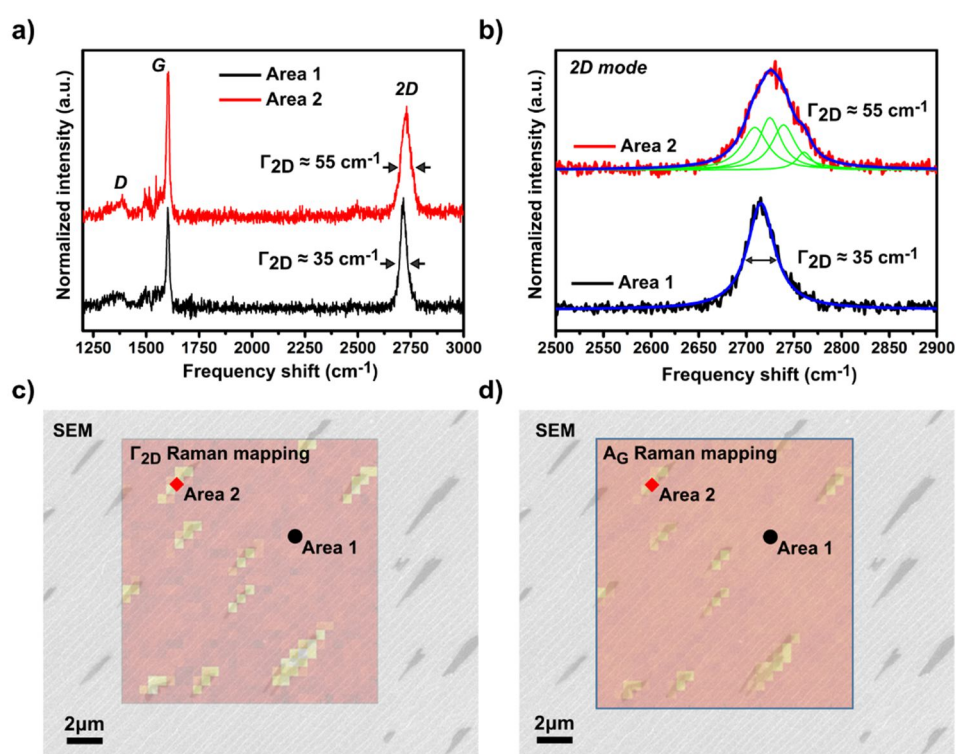 a)
Normalized intensity (a.u.)
G
Area 1
Area 2
2D
D
Γ2D ≈ 55 cm-1
Γ2D ≈ 35 cm-1
1250 1500 1750 2000 2250 2500 2750 3000
Frequency shift (cm-1)
b)
Normalized intensity (a.u.)
2D mode
Γ2D ≈ 55 cm-1
Area 2
Γ2D ≈ 35 cm-1
Area 1
2500 2550 2600 2650 2700 2750 2800 2850 2900
Frequency shift (cm-1)
c)
SEM
Γ2D Raman mapping
Area 2
Area 1
2μm
d)
SEM
AG Raman mapping
Area 2
Area 1
2μm